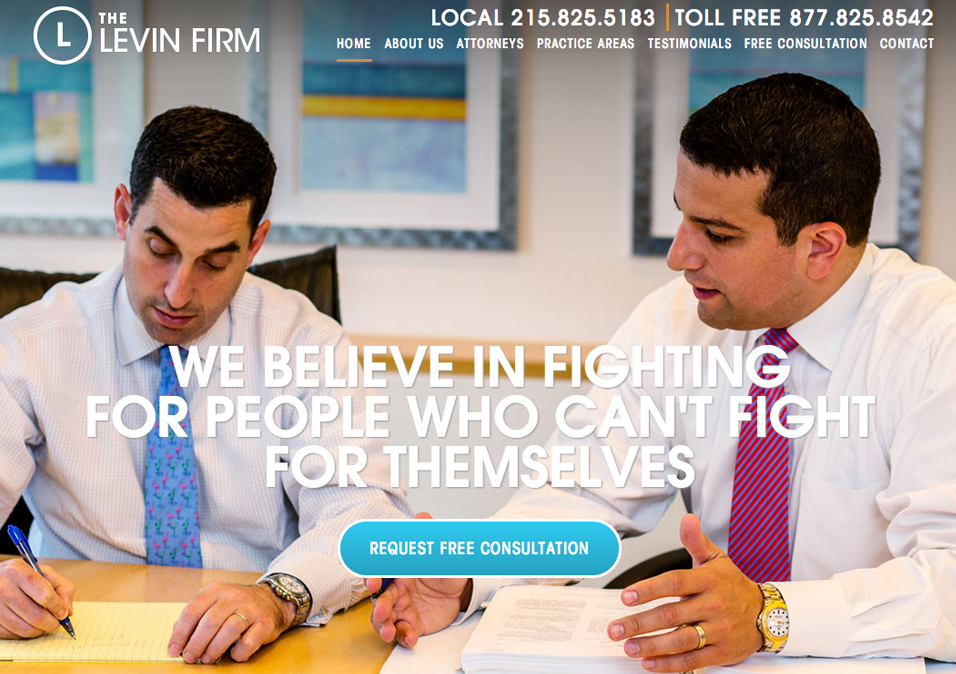 L
THE
LEVIN FIRM
LOCAL 215.825.5183 | TOLL FREE 877.825.8542
HOME ABOUT US ATTORNEYS PRACTICE AREAS TESTIMONIALS FREE CONSULTATION CONTACT
WE BELIEVE IN FIGHTING
FOR PEOPLE WHO CAN'T FIGHT
FOR THEMSELVES
REQUEST FREE CONSULTATION